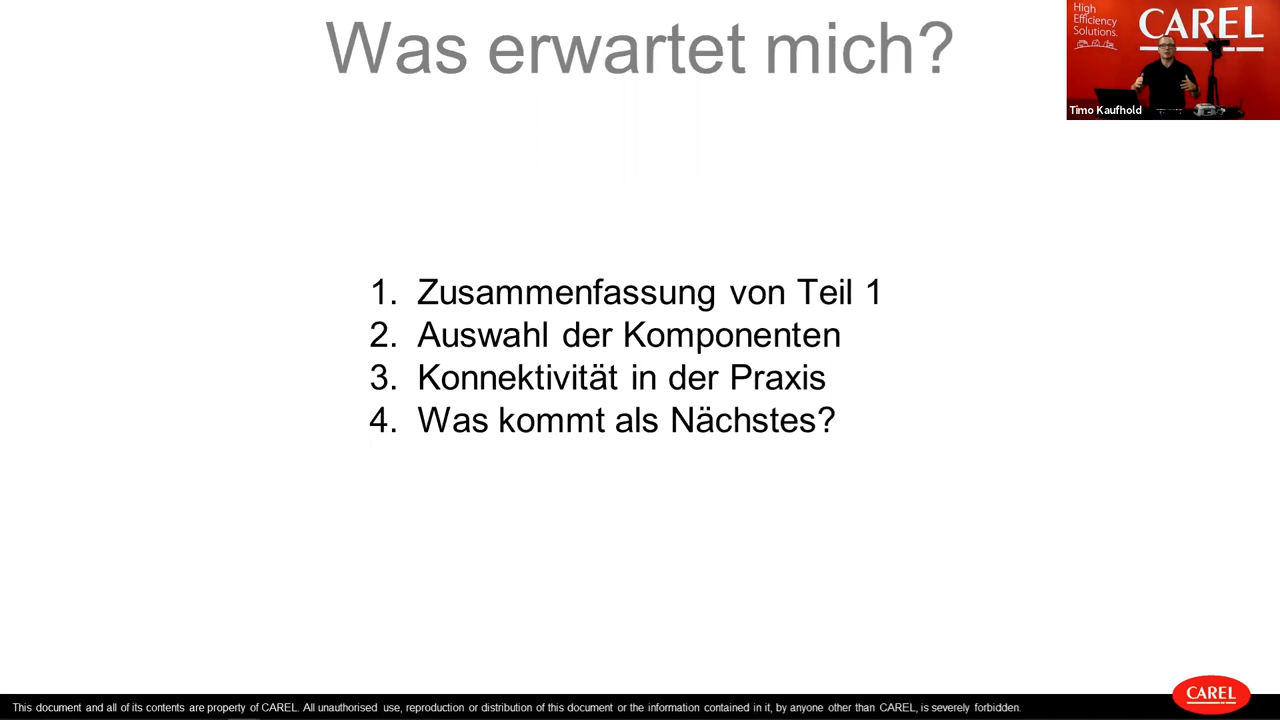 Was erwartet mich?
High
Efficiency
Solutions.
CAREL
Timo Kaufhold
1. Zusammenfassung von Teil 1
2. Auswahl der Komponenten
3. Konnektivität in der Praxis
4. Was kommt als Nächstes?
This document and all of its contents are property of CAREL. All unauthorised use, reproduction or distribution of this document or the information contained in it, by anyone other than CAREL, is severely forbidden.
CAREL